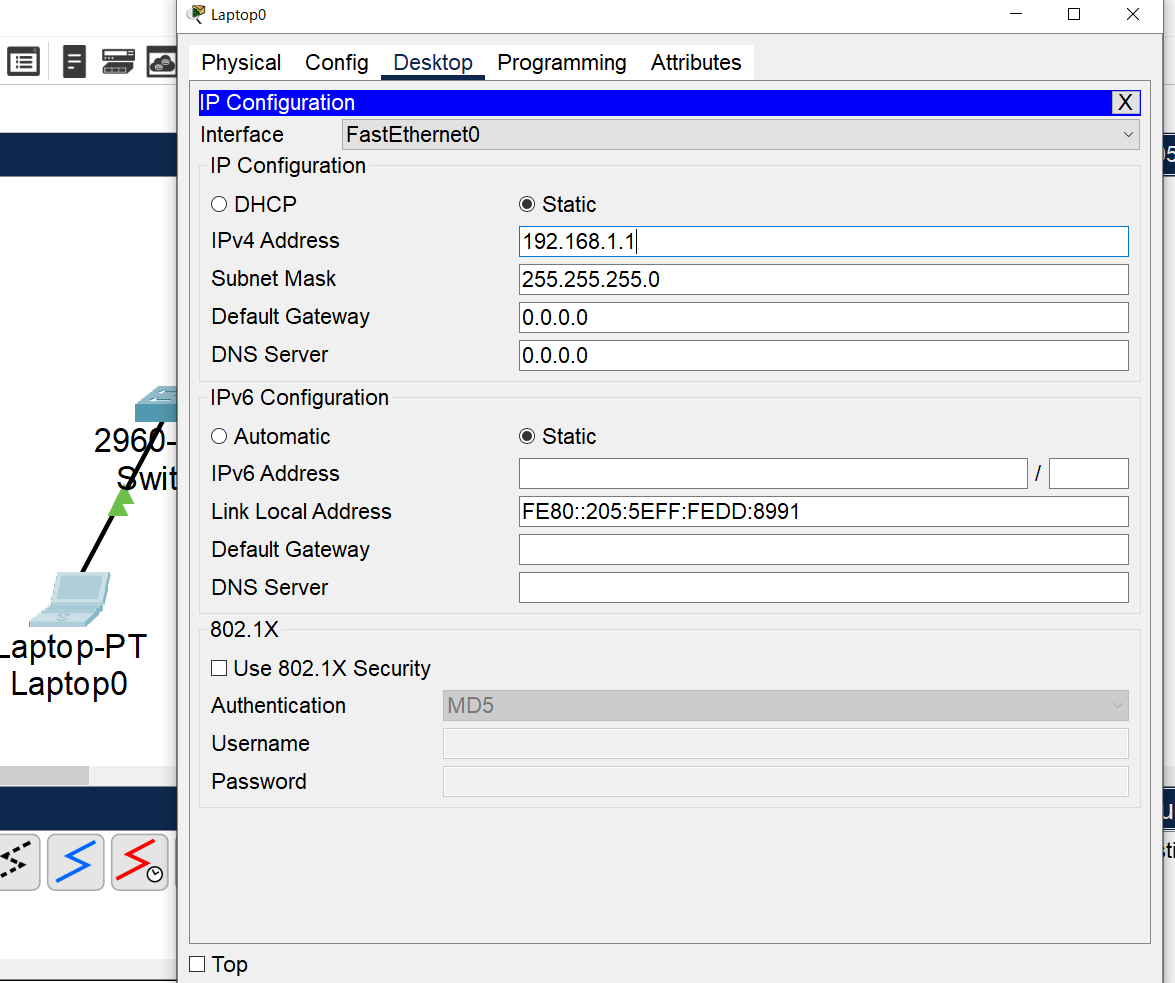 Laptop0
Physical Config Desktop Programming Attributes
IP Configuration X
Interface FastEthernet0
IP Configuration
DHCP Static
IPv4 Address 192.168.1.1
Subnet Mask 255.255.255.0
Default Gateway 0.0.0.0
DNS Server 0.0.0.0
IPv6 Configuration
Automatic Static
IPv6 Address /
Link Local Address FE80::205:5EFF:FEDD:8991
Default Gateway
DNS Server
802.1X
Use 802.1X Security
Authentication MD5
Username
Password
Top
2960-
Swit
Laptop-PT
Laptop0